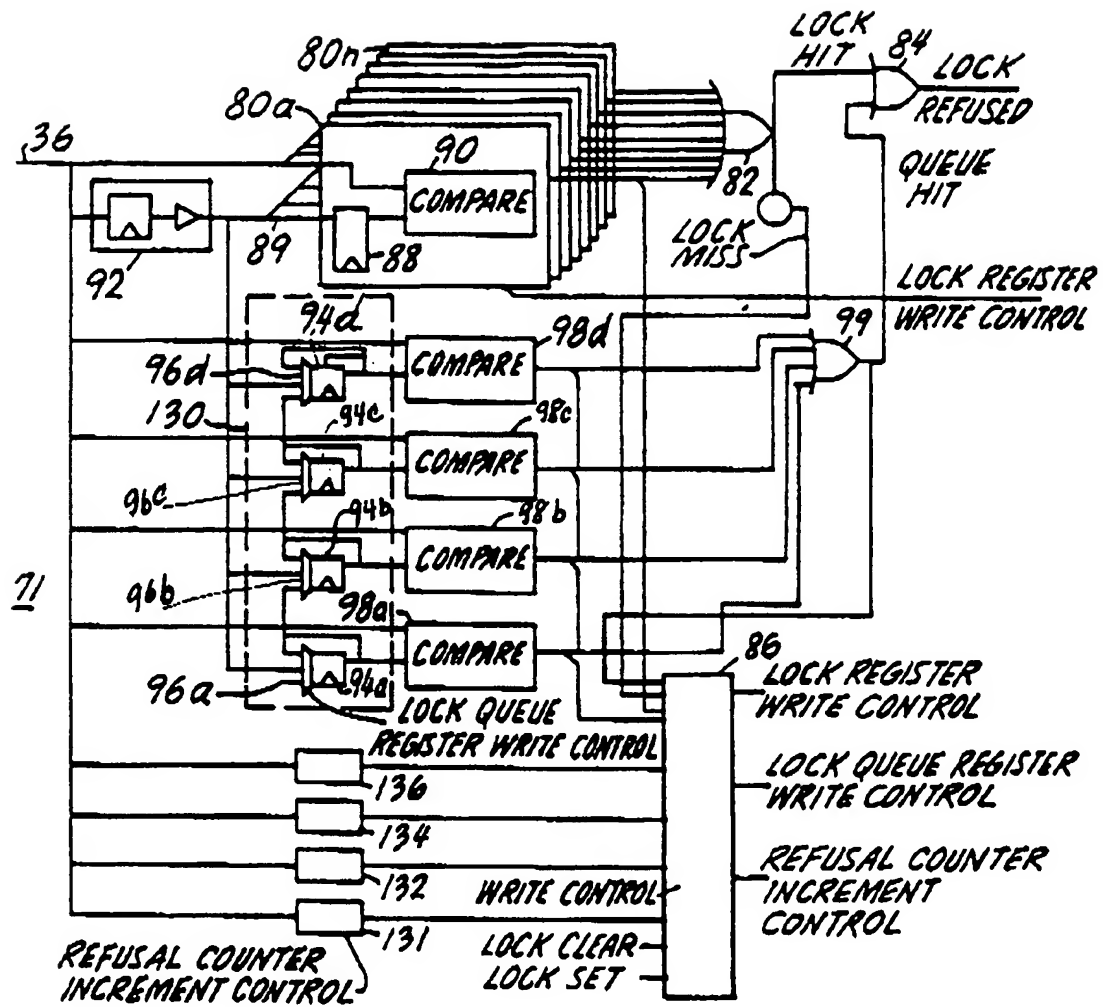 80n
LOCK
HIT
84
LOCK
REFUSED
80a
36
90
COMPARE
82
QUEUE
HIT
92
89
88
LOCK
MISS
LOCK REGISTER
WRITE CONTROL
94d
98d
99
96d
COMPARE
130
94c
98c
COMPARE
96c
94b
98b
71
96b
COMPARE
98a
COMPARE
86
96a
94a
LOCK QUEUE
REGISTER WRITE CONTROL
LOCK REGISTER
WRITE CONTROL
136
LOCK QUEUE REGISTER
WRITE CONTROL
134
132
WRITE CONTROL
REFUSAL COUNTER
INCREMENT
CONTROL
131
REFUSAL COUNTER
INCREMENT CONTROL
LOCK CLEAR
LOCK SET